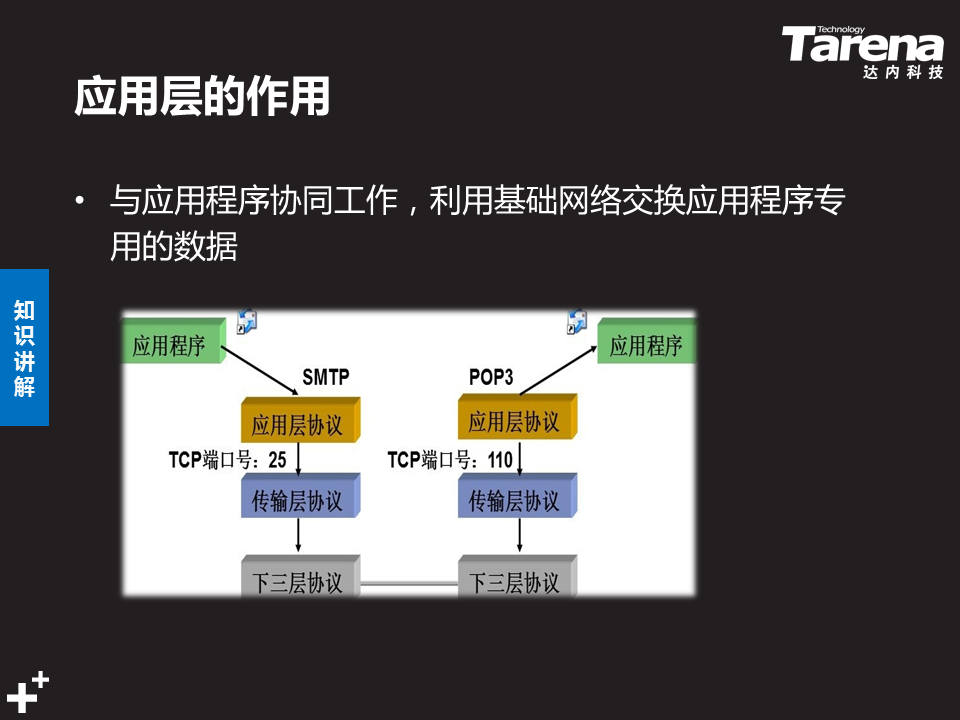 Technology
Tarena
达内科技
应用层的作用
• 与应用程序协同工作，利用基础网络交换应用程序专
用的数据
知
识
讲
解
应用程序
应用程序
SMTP
POP3
应用层协议
应用层协议
TCP端口号：25
TCP端口号：110
传输层协议
传输层协议
下三层协议
下三层协议